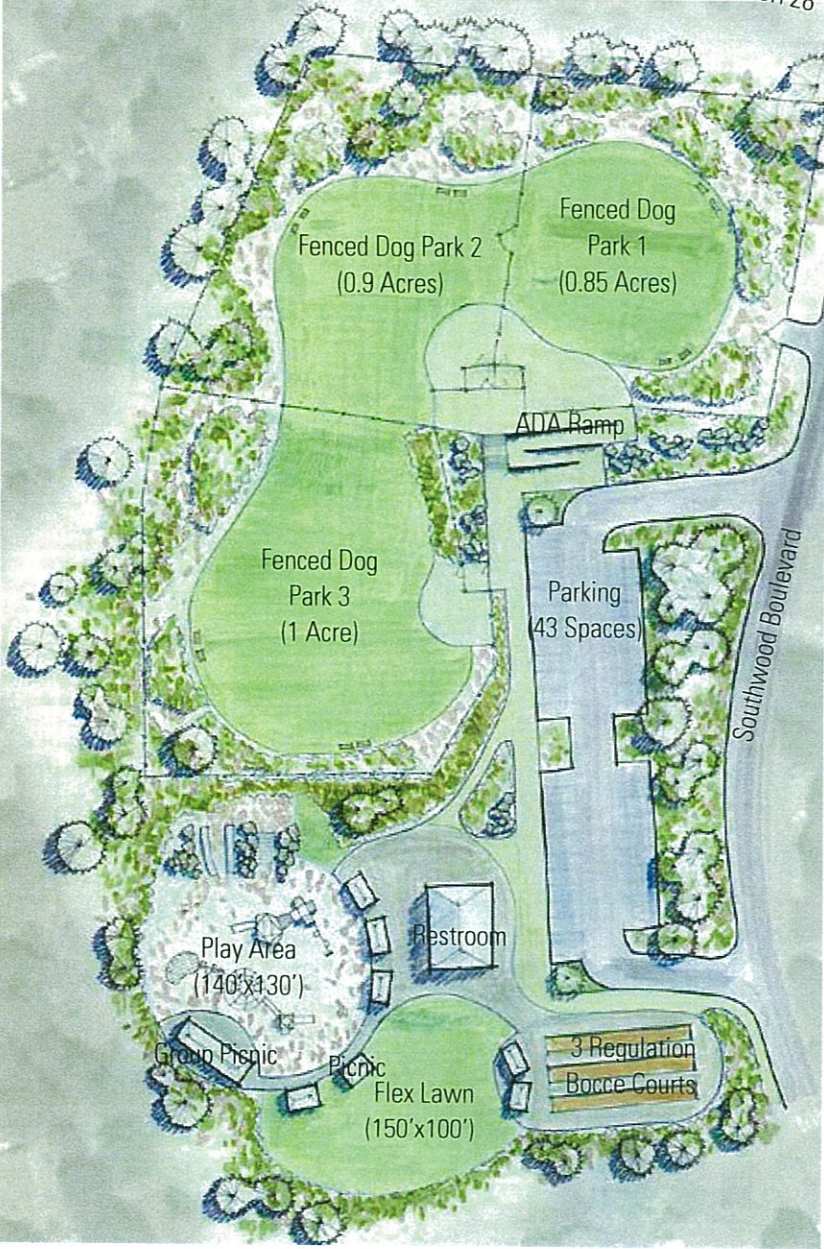 Fenced Dog
Park 1
(0.85 Acres)
Fenced Dog Park 2
(0.9 Acres)
ADA Ramp
Fenced Dog
Park 3
(1 Acre)
Parking
(43 Spaces)
Southwood Boulevard
Restroom
Play Area
(140'x130')
Group Picnic
Picnic
3 Regulation
Bocce Courts
Flex Lawn
(150'x100')